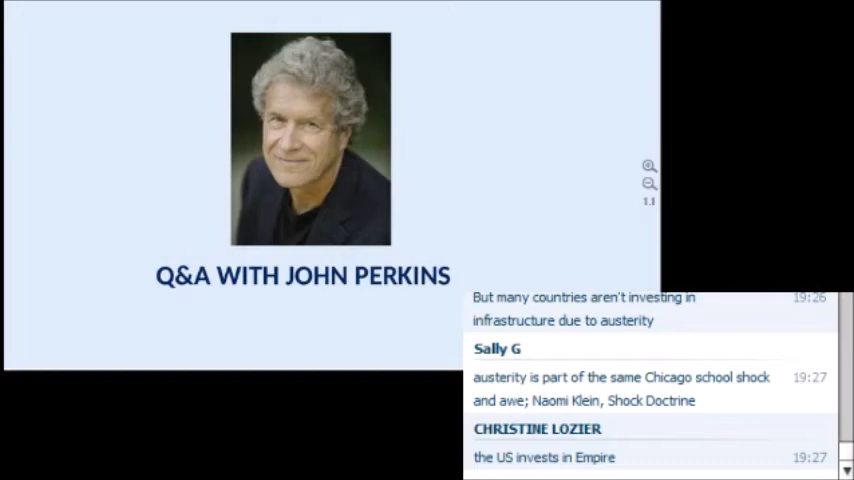 1:1
Q&A WITH JOHN PERKINS
But many countries aren't investing in 19:26
infrastructure due to austerity
Sally G
austerity is part of the same Chicago school shock 19:27
and awe; Naomi Klein, Shock Doctrine
CHRISTINE LOZIER
the US invests in Empire 19:27